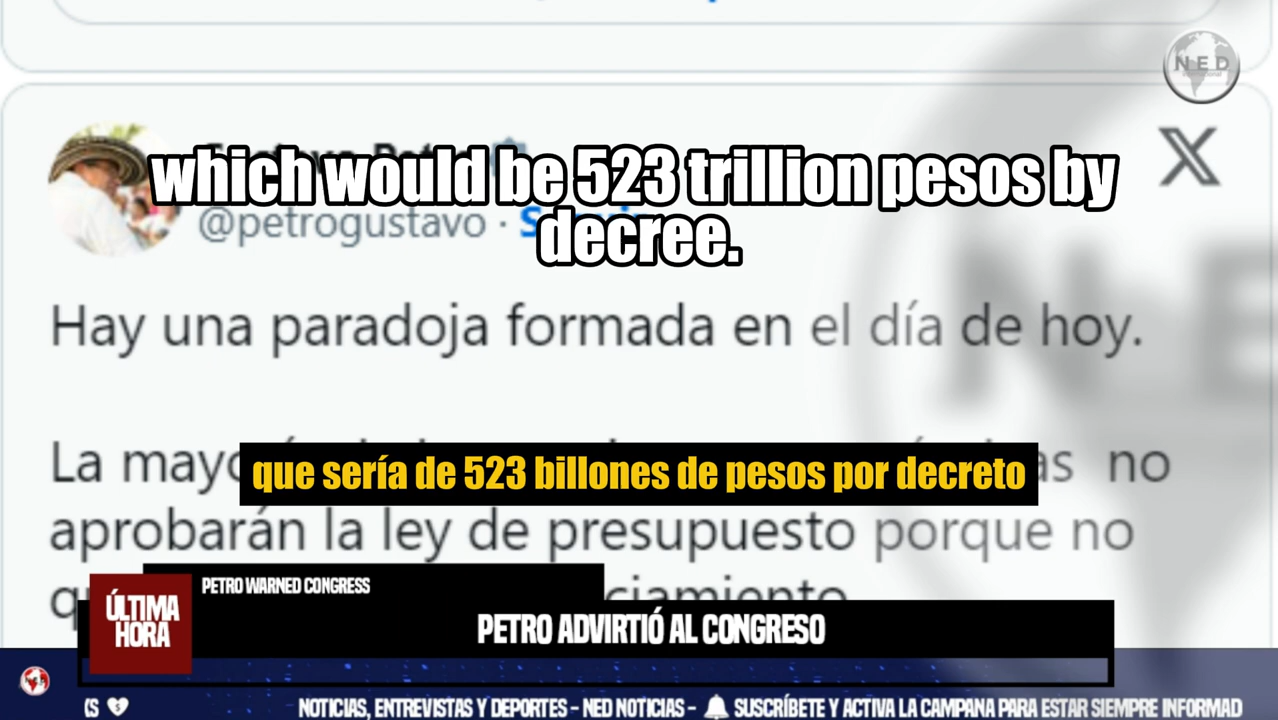 NED
which would be 523 trillion pesos by
decree.
@petrogustavo ·
Hay una paradoja formada en el día de hoy.
La no
que sería de 523 billones de pesos por decreto
aprobarán la ley de presupuesto porque no
PETRO WARNED CONGRESS
ÚLTIMA
HORA
PETRO ADVIRTIÓ AL CONGRESO
NOTICIAS, ENTREVISTAS Y DEPORTES - NED NOTICIAS - 🔔 SUSCRÍBETE Y ACTIVA LA CAMPANA PARA ESTAR SIEMPRE INFORMAD